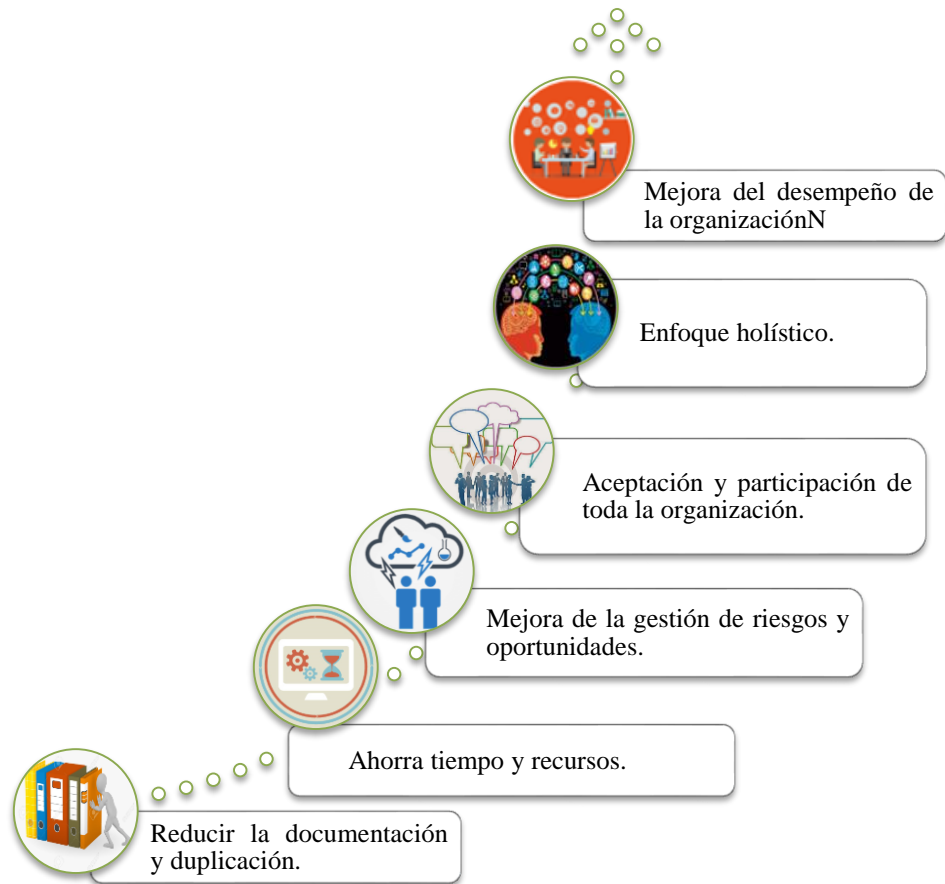 Mejora del desempeño de
la organizaciónN
Enfoque holístico.
Aceptación y participación de
toda la organización.
Mejora de la gestión de riesgos y
oportunidades.
Ahorra tiempo y recursos.
Reducir la documentación
y duplicación.